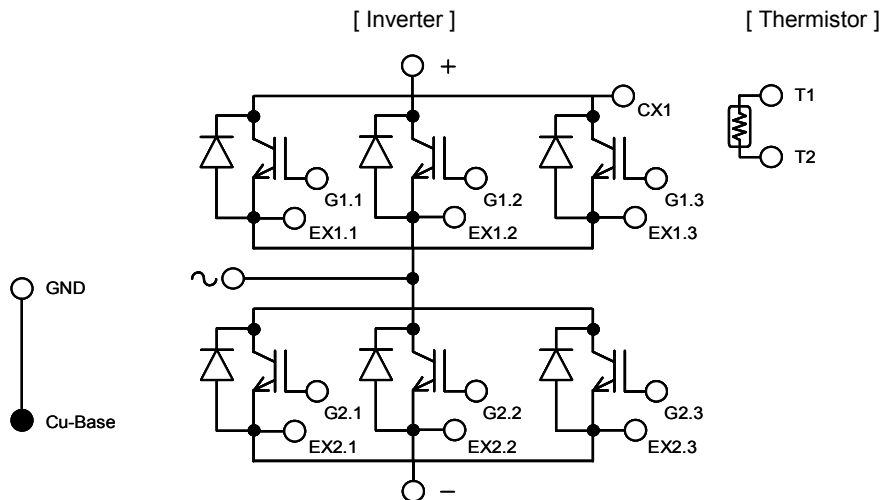 [ Inverter ]
[ Thermistor ]
+
CX1
T1
T2
G1.1
G1.2
G1.3
EX1.1
EX1.2
EX1.3
∿
GND
G2.1
G2.2
G2.3
Cu-Base
EX2.1
EX2.2
EX2.3
−